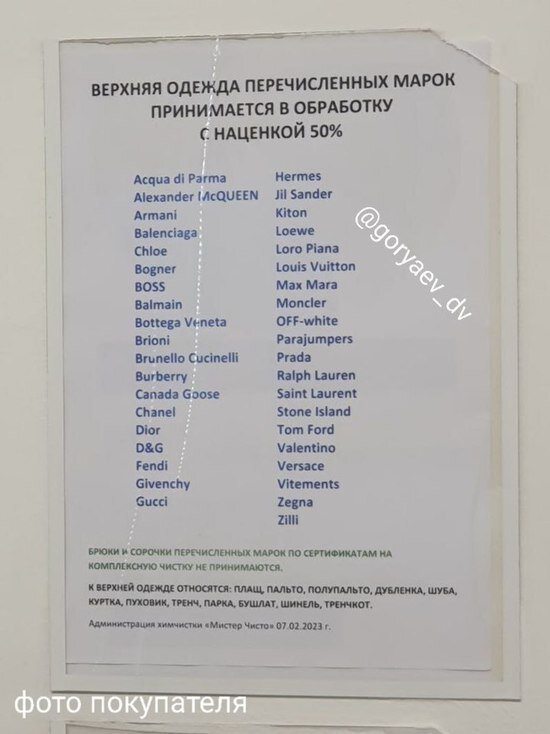 ВЕРХНЯЯ ОДЕЖДА ПЕРЕЧИСЛЕННЫХ МАРОК
ПРИНИМАЕТСЯ В ОБРАБОТКУ
С НАЦЕНКОЙ 50%
Acqua di Parma
Alexander McQUEEN
Armani
Balenciaga
Chloe
Bogner
BOSS
Balmain
Bottega Veneta
Brioni
Brunello Cucinelli
Burberry
Canada Goose
Chanel
Dior
D&G
Fendi
Givenchy
Gucci
Hermes
Jil Sander
Kiton
Loewe
Loro Piana
Louis Vuitton
Max Mara
Moncler
OFF-white
Parajumpers
Prada
Ralph Lauren
Saint Laurent
Stone Island
Tom Ford
Valentino
Versace
Vitements
Zegna
Zilli
@goryaev_dv
БРЮКИ И СОРОЧКИ ПЕРЕЧИСЛЕННЫХ МАРОК ПО СЕРТИФИКАТАМ НА
КОМПЛЕКСНУЮ ЧИСТКУ НЕ ПРИНИМАЮТСЯ.
К ВЕРХНЕЙ ОДЕЖДЕ ОТНОСЯТСЯ: ПЛАЩ, ПАЛЬТО, ПОЛУПАЛЬТО, ДУБЛЕНКА, ШУБА,
КУРТКА, ПУХОВИК, ТРЕНЧ, ПАРКА, БУШЛАТ, ШИНЕЛЬ, ТРЕНЧКОТ.
Администрация химчистки «Мистер Чисто» 07.02.2023 г.
фото покупателя